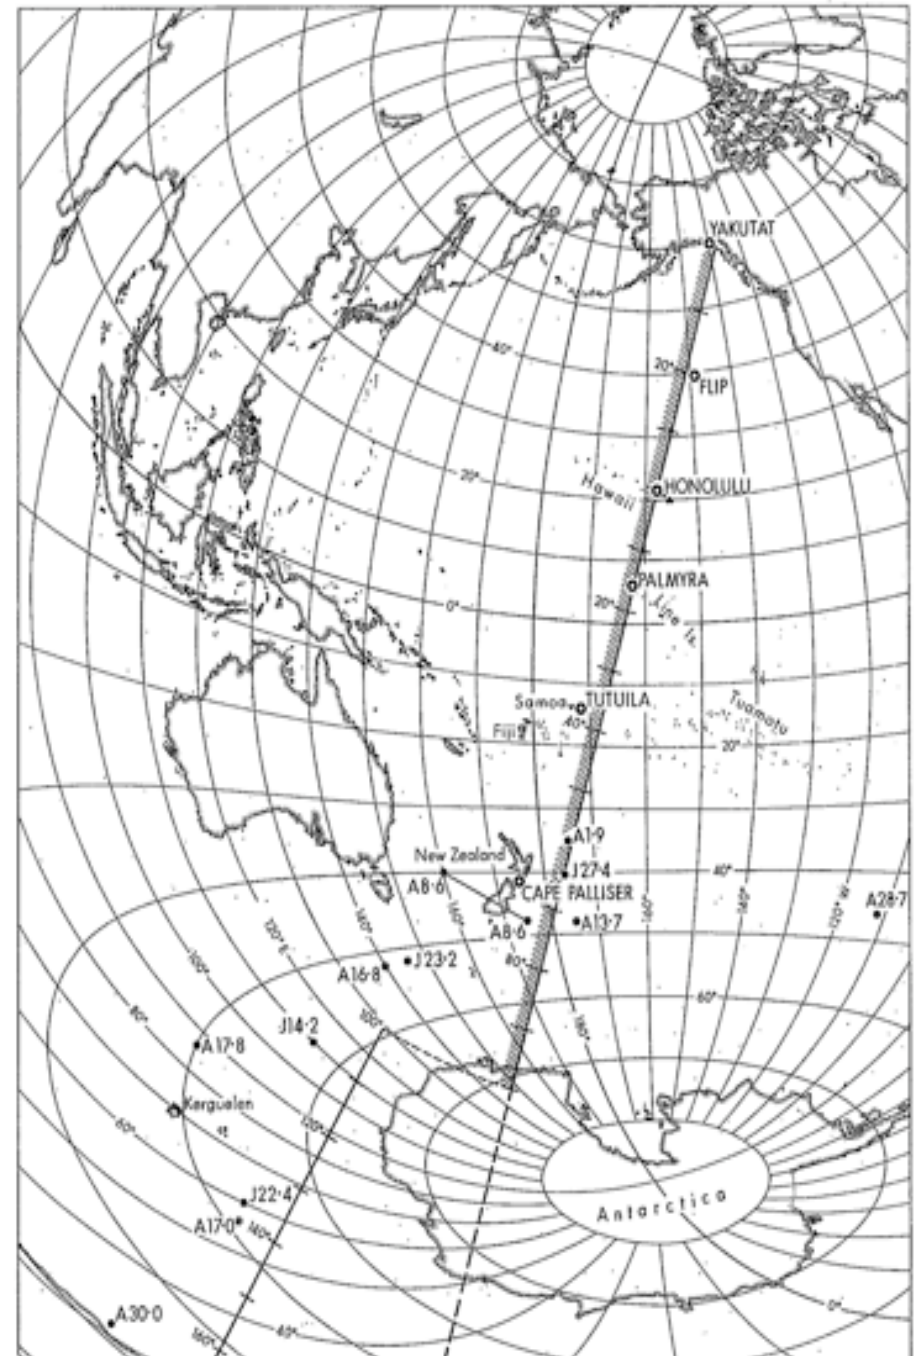 YAKUTAT
40°
20°
FLIP
20°
HONOLULU
Hawaii
PALMYRA
0°
20°
Line Is.
Samoa
TUTUILA
Fiji
40°
Tuamotu
20°
A1·9
New Zealand
J27·4
40°
A8·6
CAPE PALLISER
160°
160°
140°
120° W
A28·7
A8·6
A13·7
140°
120° E
100°
J23·2
A16·8
80°
60°
180°
80°
100°
J14·2
A17·8
Kerguelen
60°
120°
J22·4
A17·0
140°
Antarctica
A30·0
160°
40°
0°